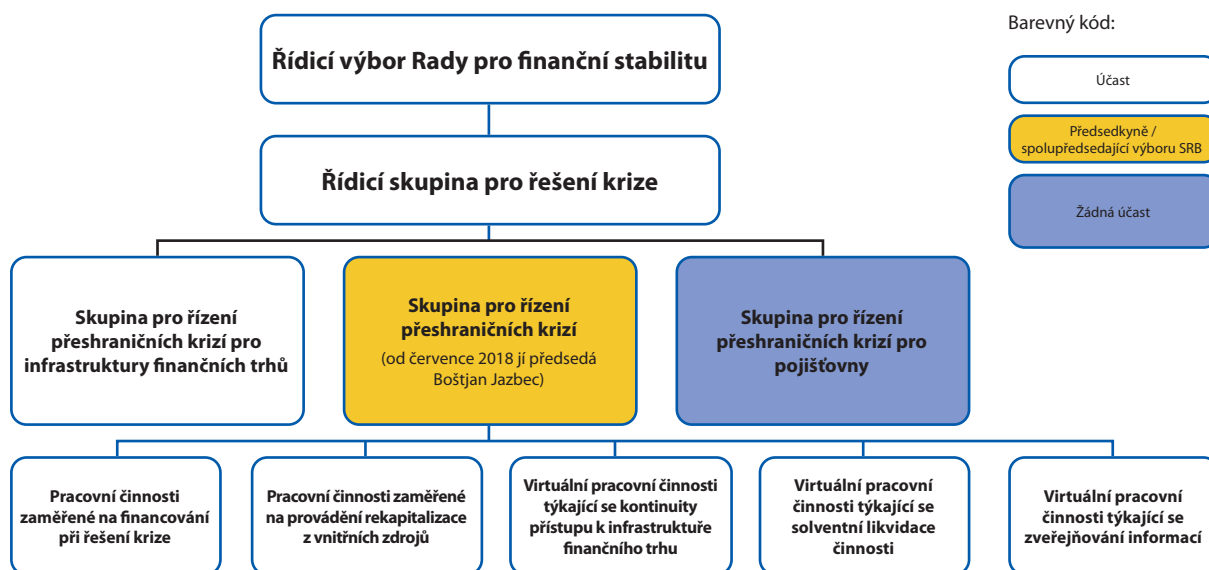 Řídicí výbor Rady pro finanční stabilitu
Řídicí skupina pro řešení krize
Barevný kód:
Účast
Předsedkyně /
spolupředsedající výboru SRB
Žádná účast
Skupina pro řízení
přeshraničních krizí pro
infrastruktury finančních trhů
Skupina pro řízení
přeshraničních krizí
(od července 2018 jí předsedá
Boštjan Jazbec)
Skupina pro řízení
přeshraničních krizí pro
pojišťovny
Pracovní činnosti
zaměřené na financování
při řešení krize
Pracovní činnosti zaměřené
na provádění rekapitalizace
z vnitřních zdrojů
Virtuální pracovní činnosti
týkající se kontinuity
přístupu k infrastruktuře
finančního trhu
Virtuální pracovní
činnosti týkající se
solventní likvidace
činnosti
Virtuální pracovní
činnosti týkající se
zveřejňování informací